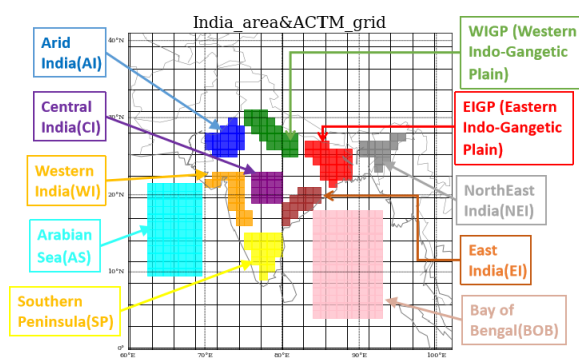 India_area&ACTM_grid
Arid
India(AI)
Central
India(CI)
Western
India(WI)
Arabian
Sea(AS)
Southern
Peninsula(SP)
WIGP (Western
Indo-Gangetic
Plain)
EIGP (Eastern
Indo-Gangetic
Plain)
NorthEast
India(NEI)
East
India(EI)
Bay of
Bengal(BOB)
40°N
20°N
10°N
0°
60°E 70°E 80°E 90°E 100°E